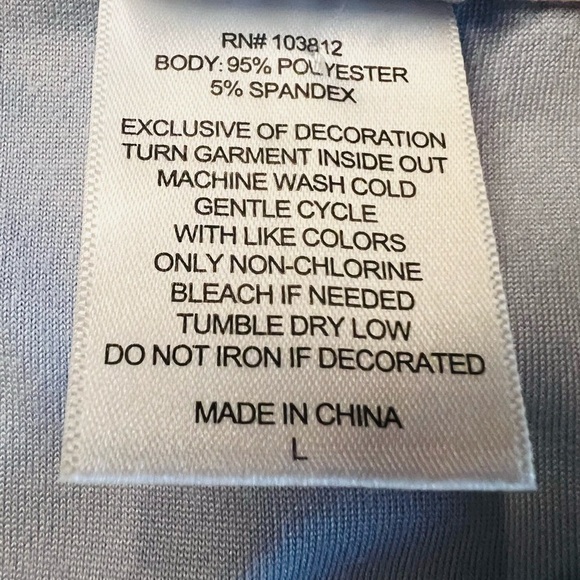 RN# 103812
BODY: 95% POLYESTER
5% SPANDEX
EXCLUSIVE OF DECORATION
TURN GARMENT INSIDE OUT
MACHINE WASH COLD
GENTLE CYCLE
WITH LIKE COLORS
ONLY NON-CHLORINE
BLEACH IF NEEDED
TUMBLE DRY LOW
DO NOT IRON IF DECORATED
MADE IN CHINA
L